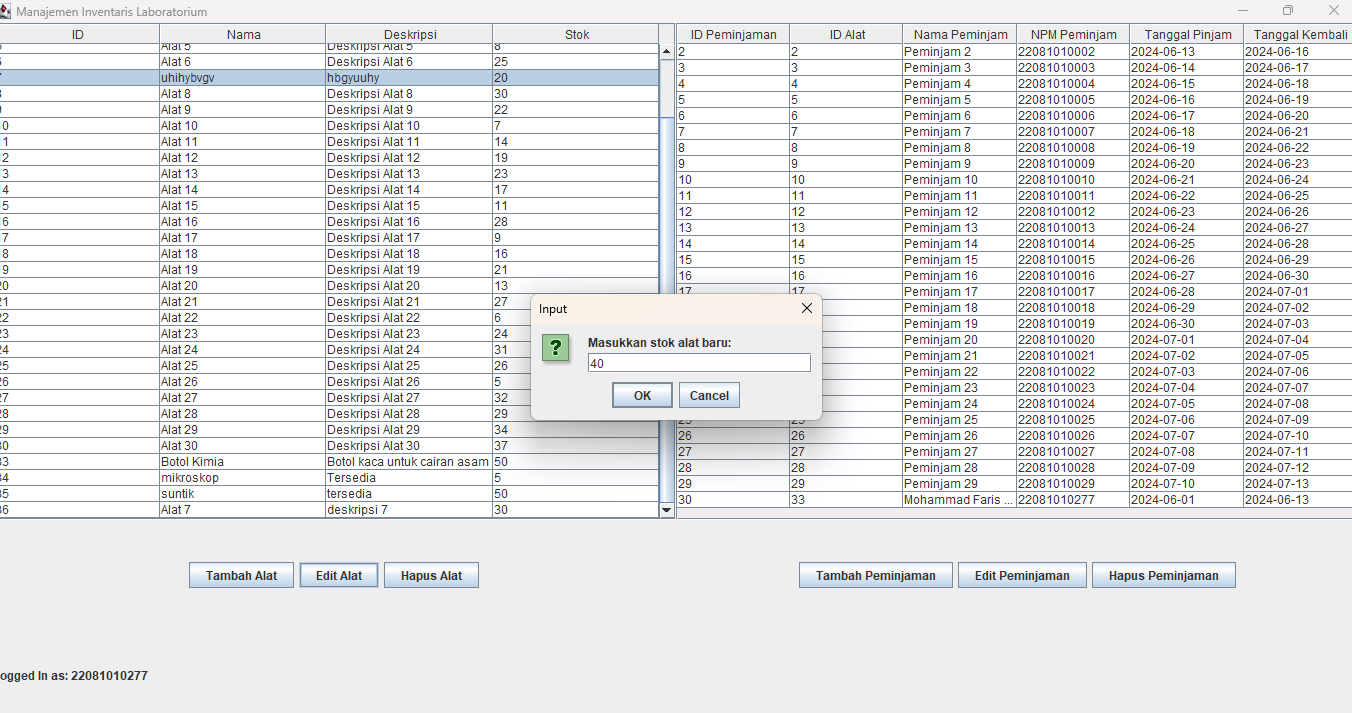 Manajemen Inventaris Laboratorium
ID Nama Deskripsi Stok
Alat 5 Deskripsi Alat 5 8
Alat 6 Deskripsi Alat 6 25
uhihybvgv hbgyuuhy 20
Alat 8 Deskripsi Alat 8 30
Alat 9 Deskripsi Alat 9 22
0 Alat 10 Deskripsi Alat 10 7
1 Alat 11 Deskripsi Alat 11 14
2 Alat 12 Deskripsi Alat 12 19
3 Alat 13 Deskripsi Alat 13 23
4 Alat 14 Deskripsi Alat 14 17
5 Alat 15 Deskripsi Alat 15 11
6 Alat 16 Deskripsi Alat 16 28
7 Alat 17 Deskripsi Alat 17 9
8 Alat 18 Deskripsi Alat 18 16
9 Alat 19 Deskripsi Alat 19 21
20 Alat 20 Deskripsi Alat 20 13
21 Alat 21 Deskripsi Alat 21 27
22 Alat 22 Deskripsi Alat 22 6
23 Alat 23 Deskripsi Alat 23 24
24 Alat 24 Deskripsi Alat 24 31
25 Alat 25 Deskripsi Alat 25 26
26 Alat 26 Deskripsi Alat 26 5
27 Alat 27 Deskripsi Alat 27 32
28 Alat 28 Deskripsi Alat 28 29
29 Alat 29 Deskripsi Alat 29 34
30 Alat 30 Deskripsi Alat 30 37
33 Botol Kimia Botol kaca untuk cairan asam 50
34 mikroskop Tersedia 5
35 suntik tersedia 50
36 Alat 7 deskripsi 7 30
ID Peminjaman ID Alat Nama Peminjam NPM Peminjam Tanggal Pinjam Tanggal Kembali
2 2 Peminjam 2 22081010002 2024-06-13 2024-06-16
3 3 Peminjam 3 22081010003 2024-06-14 2024-06-17
4 4 Peminjam 4 22081010004 2024-06-15 2024-06-18
5 5 Peminjam 5 22081010005 2024-06-16 2024-06-19
6 6 Peminjam 6 22081010006 2024-06-17 2024-06-20
7 7 Peminjam 7 22081010007 2024-06-18 2024-06-21
8 8 Peminjam 8 22081010008 2024-06-19 2024-06-22
9 9 Peminjam 9 22081010009 2024-06-20 2024-06-23
10 10 Peminjam 10 22081010010 2024-06-21 2024-06-24
11 11 Peminjam 11 22081010011 2024-06-22 2024-06-25
12 12 Peminjam 12 22081010012 2024-06-23 2024-06-26
13 13 Peminjam 13 22081010013 2024-06-24 2024-06-27
14 14 Peminjam 14 22081010014 2024-06-25 2024-06-28
15 15 Peminjam 15 22081010015 2024-06-26 2024-06-29
16 16 Peminjam 16 22081010016 2024-06-27 2024-06-30
17 17 Peminjam 17 22081010017 2024-06-28 2024-07-01
Peminjam 18 22081010018 2024-06-29 2024-07-02
Peminjam 19 22081010019 2024-06-30 2024-07-03
Peminjam 20 22081010020 2024-07-01 2024-07-04
Peminjam 21 22081010021 2024-07-02 2024-07-05
Peminjam 22 22081010022 2024-07-03 2024-07-06
Peminjam 23 22081010023 2024-07-04 2024-07-07
Peminjam 24 22081010024 2024-07-05 2024-07-08
25 25 Peminjam 25 22081010025 2024-07-06 2024-07-09
26 26 Peminjam 26 22081010026 2024-07-07 2024-07-10
27 27 Peminjam 27 22081010027 2024-07-08 2024-07-11
28 28 Peminjam 28 22081010028 2024-07-09 2024-07-12
29 29 Peminjam 29 22081010029 2024-07-10 2024-07-13
30 33 Mohammad Faris ... 22081010277 2024-06-01 2024-06-13
Input
?
Masukkan stok alat baru:
40
OK Cancel
Tambah Alat Edit Alat Hapus Alat
Tambah Peminjaman Edit Peminjaman Hapus Peminjaman
ogged In as: 22081010277